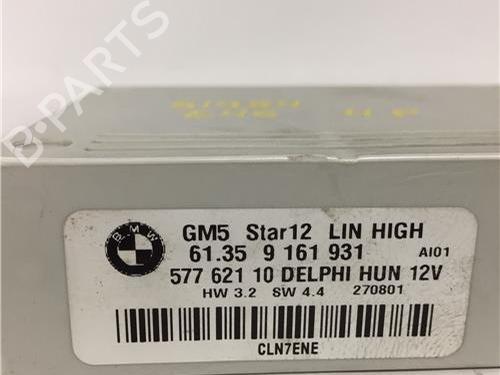 B-PARTS
BMW
GM5 Star12 LIN HIGH
61.35 9 161 931 AI01
577 621 10 DELPHI HUN 12V
HW 3.2 SW 4.4 270801
CLN7ENE